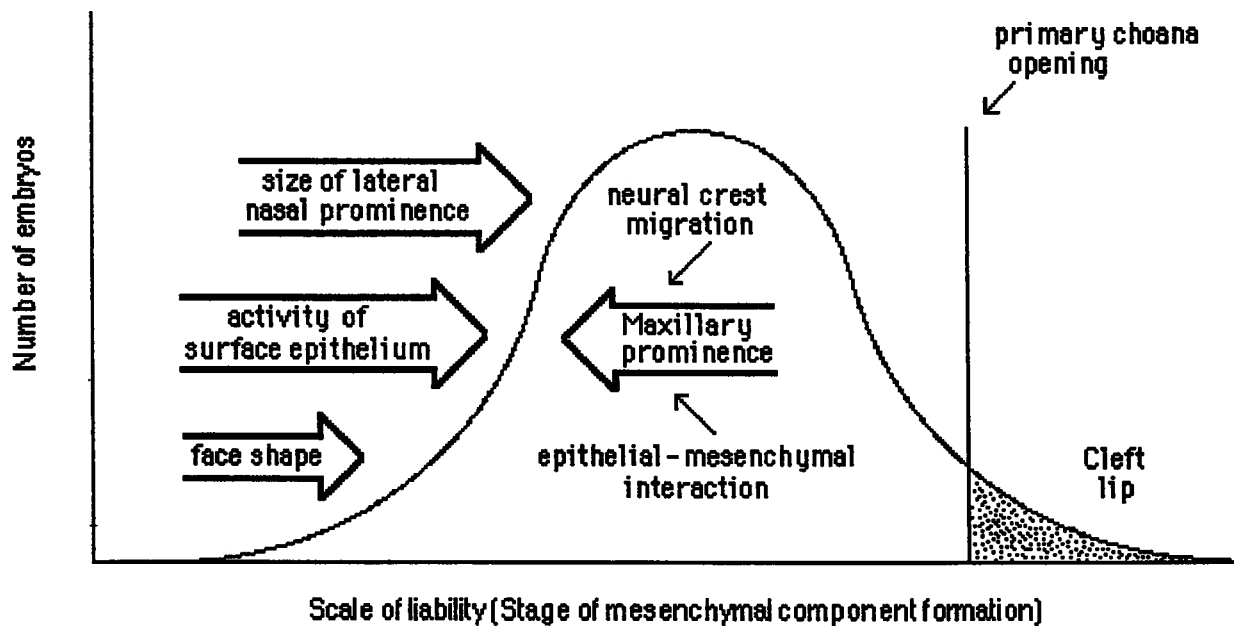 primary choana
opening
Number of embryos
size of lateral
nasal prominence
neural crest
migration
activity of
surface epithelium
Maxillary
prominence
face shape
epithelial-mesenchymal
interaction
Cleft
lip
Scale of liability(Stage of mesenchymal component formation)